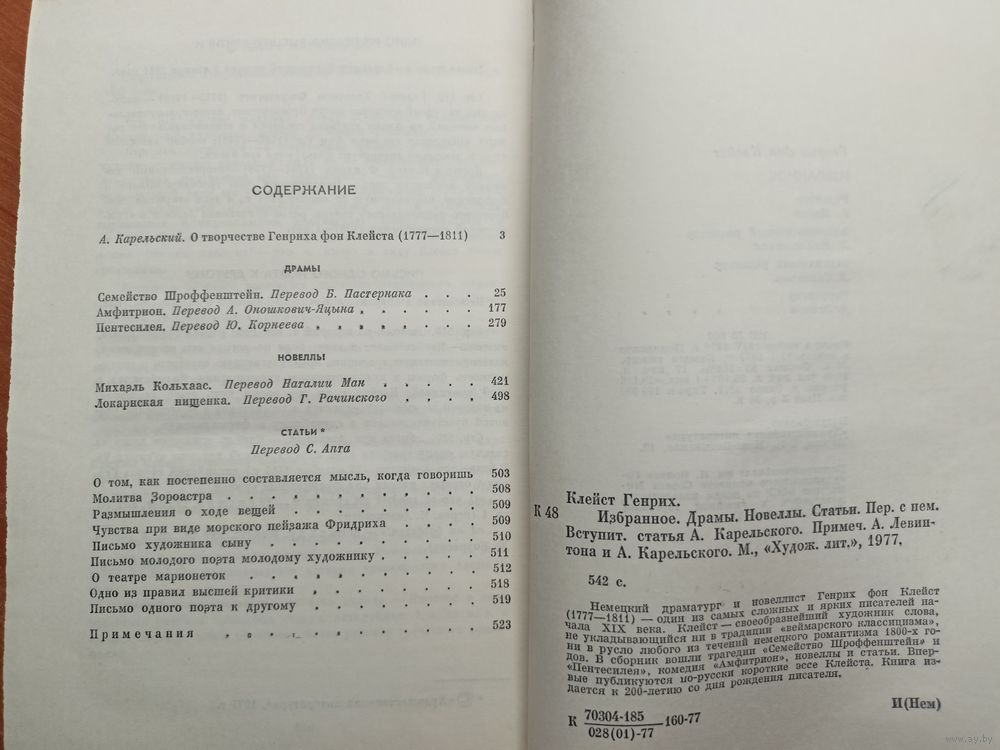 СОДЕРЖАНИЕ
А. Карельский. О творчестве Генриха фон Клейста (1777—1811) 3
ДРАМЫ
Семейство Шроффенштейн. Перевод Б. Пастернака . . . 25
Амфитрион. Перевод А. Оношкович-Яцына . . . . . . 177
Пентесилея. Перевод Ю. Корнеева . . . . . . . 279
НОВЕЛЛЫ
Михаэль Кольхаас. Перевод Наталии Ман . . . . . 421
Локарнская нищенка. Перевод Г. Рачинского . . . . 498
СТАТЬИ *
Перевод С. Апта
О том, как постепенно составляется мысль, когда говоришь 503
Молитва Зороастра . . . . . . . . . . 508
Размышления о ходе вещей . . . . . . . . 509
Чувства при виде морского пейзажа Фридриха . . . . 509
Письмо художника сыну . . . . . . . . 510
Письмо молодого поэта молодому художнику . . . . 511
О театре марионеток . . . . . . . . . 512
Одно из правил высшей критики . . . . . . . 518
Письмо одного поэта к другому . . . . . . . 519
Примечания . . . . . . . . . . 523
Клейст Генрих.
К 48 Избранное. Драмы. Новеллы. Статьи. Пер. с нем.
Вступит. статья А. Карельского. Примеч. А. Левин-
тона и А. Карельского. М., «Худож. лит.», 1977.
542 с.
Немецкий драматург и новеллист Генрих фон Клейст
(1777—1811) — один из самых сложных и ярких писателей на-
чала XIX века. Клейст — своеобразнейший художник слова,
не укладывающийся ни в традиции «веймарского классицизма»,
ни в русло любого из течений немецкого романтизма 1800-х го-
дов. В сборник вошли трагедии «Семейство Шроффенштейн» и
«Пентесилея», комедия «Амфитрион», новеллы и статьи. Впер-
вые публикуются по-русски короткие эссе Клейста. Книга из-
дается к 200-летию со дня рождения писателя.
К 70304-185
028(01)-77 160-77
И(Нем)
www.ay.by